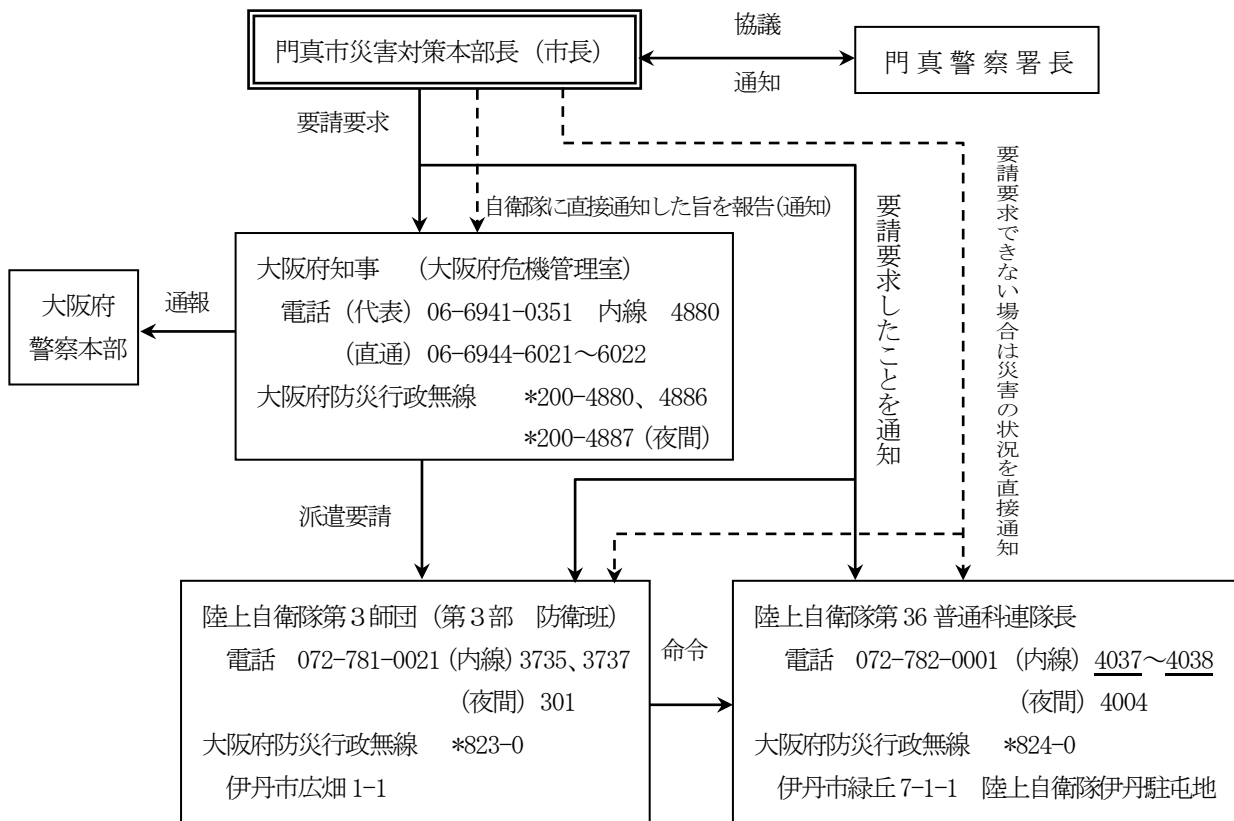 門真市災害対策本部長（市長）
協議
通知
門真警察署長
要請要求
自衛隊に直接通知した旨を報告(通知)
要請要求したことを通知
要請要求できない場合は災害の状況を直接通知
大阪府
警察本部
通報
大阪府知事　（大阪府危機管理室）
電話（代表）06-6941-0351　内線　4880
（直通）06-6944-6021～6022
大阪府防災行政無線　*200-4880、4886
*200-4887（夜間）
派遣要請
陸上自衛隊第３師団（第３部　防衛班）
電話　072-781-0021（内線）3735、3737
（夜間）301
大阪府防災行政無線　*823-0
伊丹市広畑1-1
命令
陸上自衛隊第36普通科連隊長
電話　072-782-0001（内線）4037～4038
（夜間）4004
大阪府防災行政無線　*824-0
伊丹市緑丘7-1-1　陸上自衛隊伊丹駐屯地